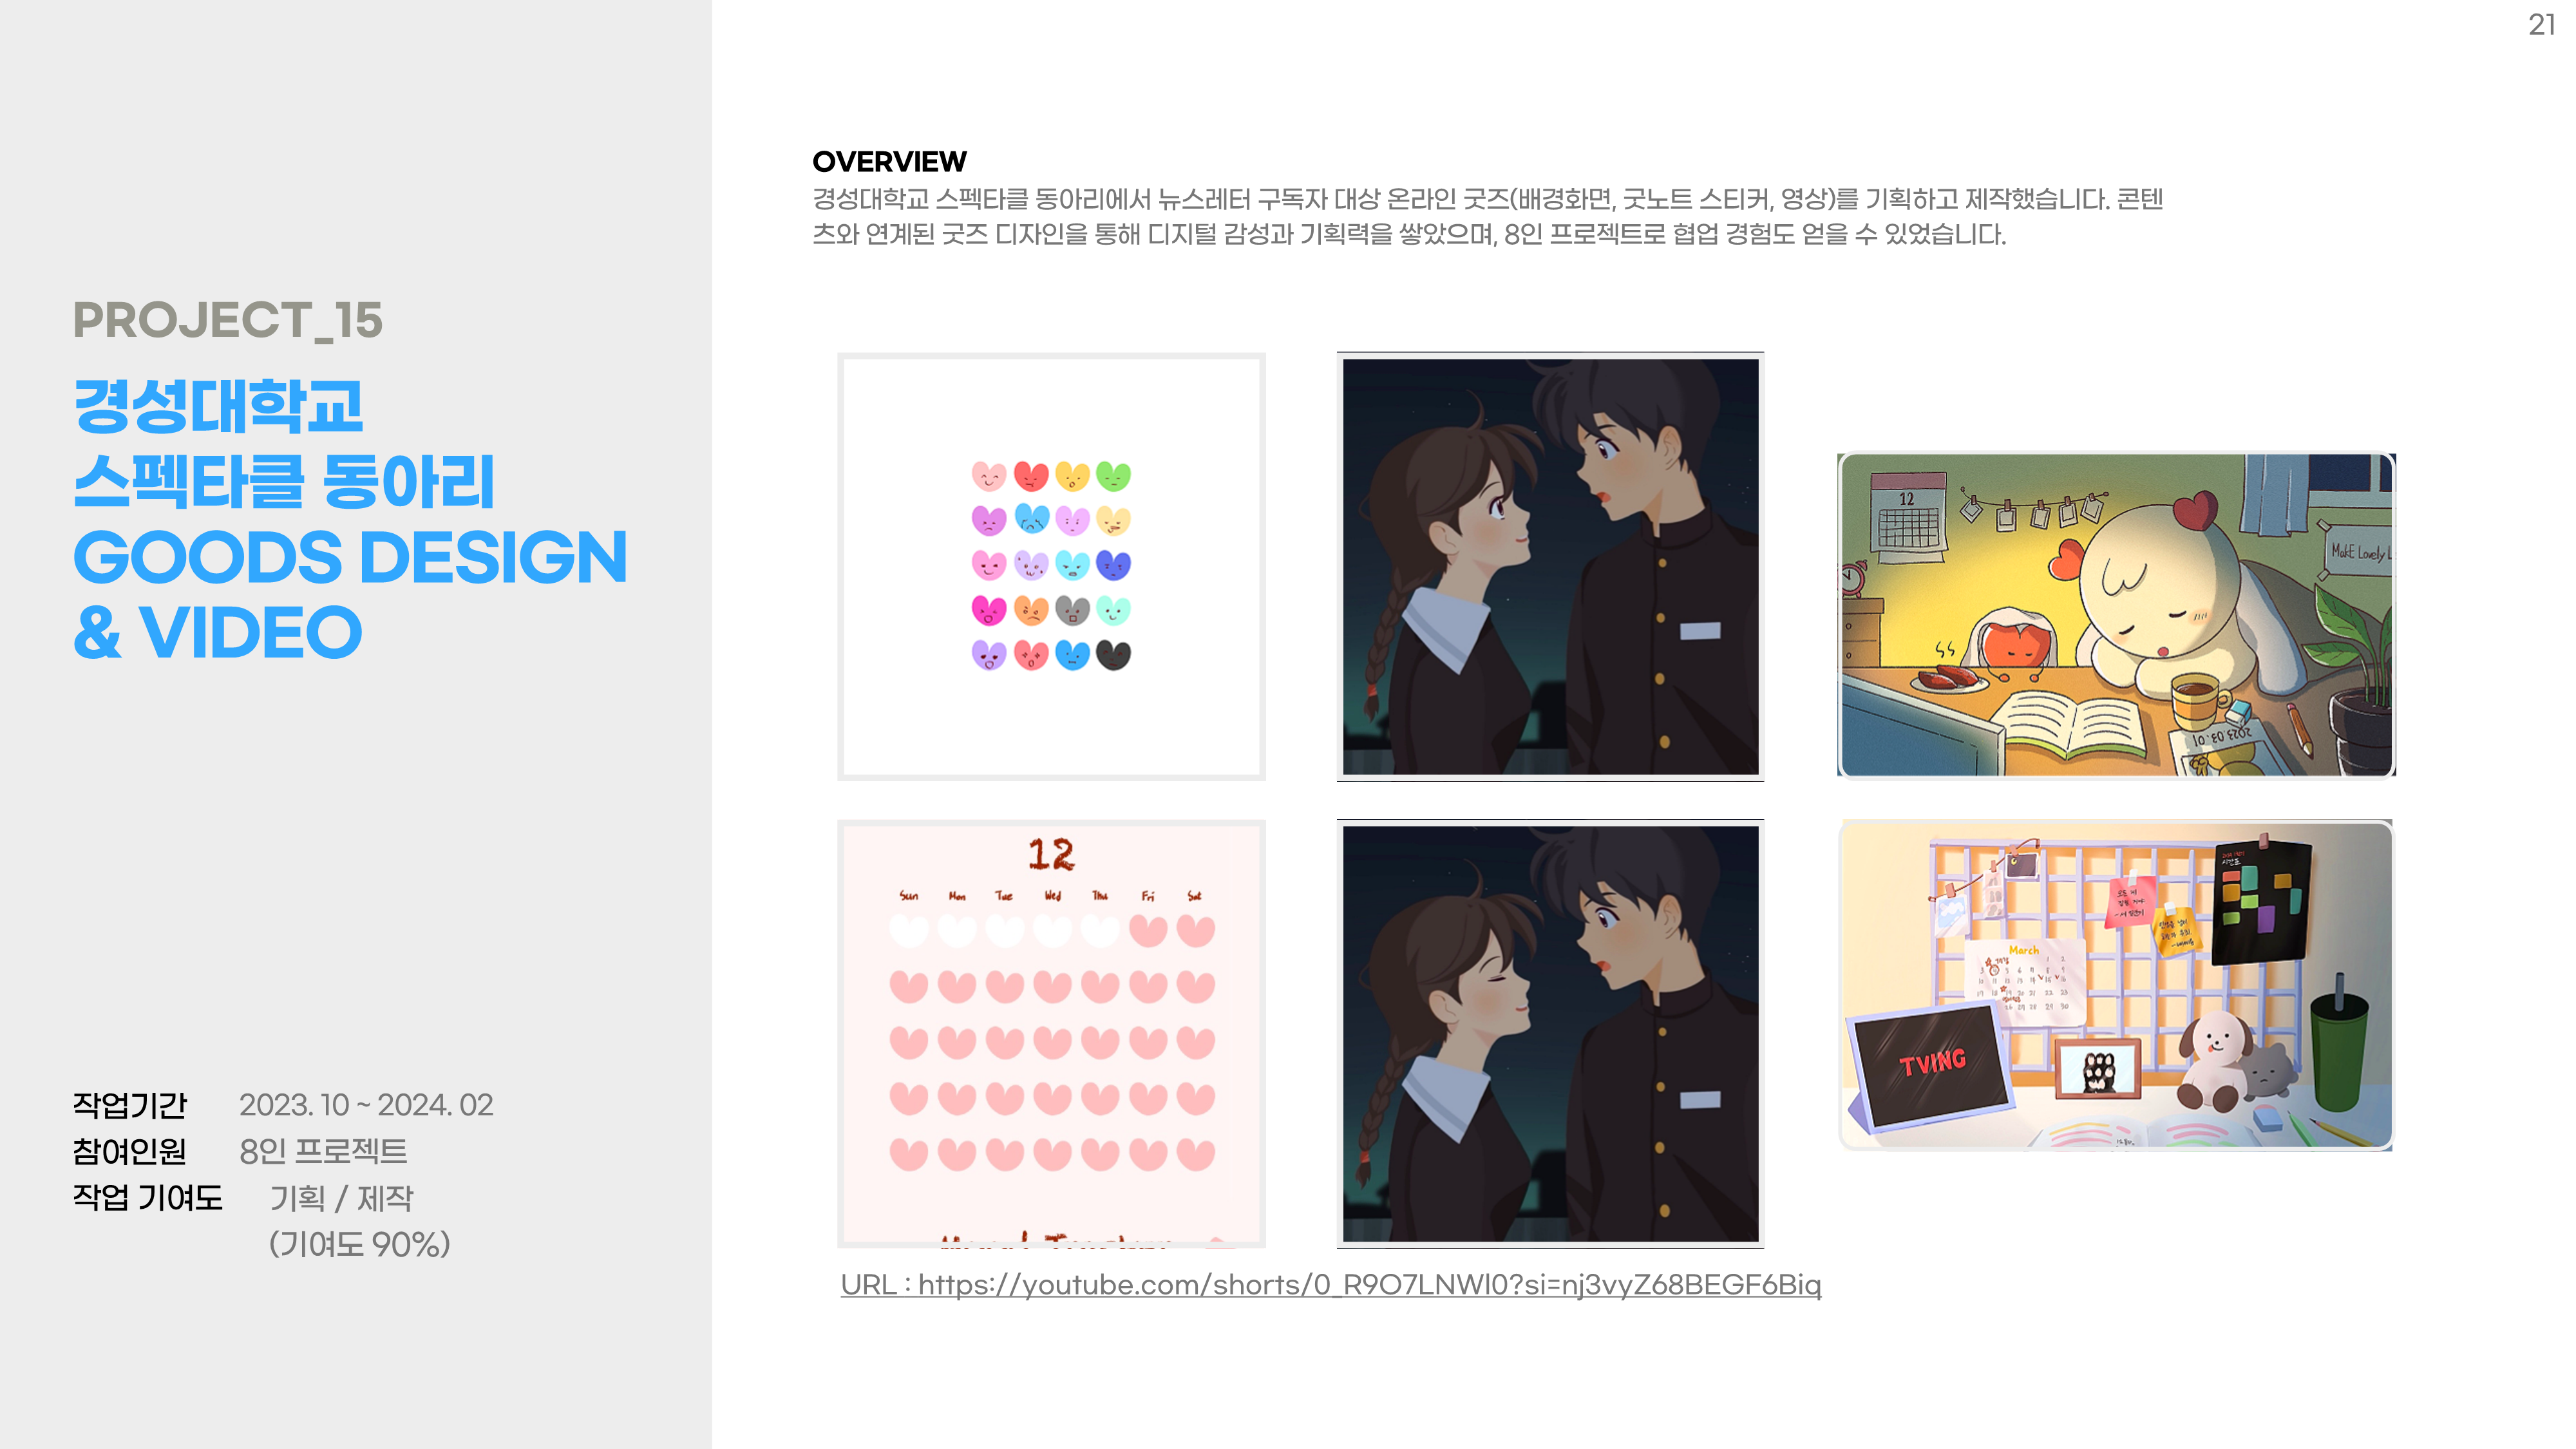 21
PROJECT_15
경성대학교
스펙타클 동아리
GOODS DESIGN
& VIDEO
작업기간 2023. 10 ~ 2024. 02
참여인원 8인 프로젝트
작업 기여도 기획 / 제작
(기여도 90%)
OVERVIEW
경성대학교 스펙타클 동아리에서 뉴스레터 구독자 대상 온라인 굿즈(배경화면, 굿노트 스티커, 영상)를 기획하고 제작했습니다. 콘텐
츠와 연계된 굿즈 디자인을 통해 디지털 감성과 기획력을 쌓았으며, 8인 프로젝트로 협업 경험도 얻을 수 있었습니다.
12
MakE Lovely
2023.03.01
12
Sun Mon Tue Wed Thu Fri Sat
March
TVING
URL : https://youtube.com/shorts/0_R9O7LNWl0?si=nj3vyZ68BEGF6Biq